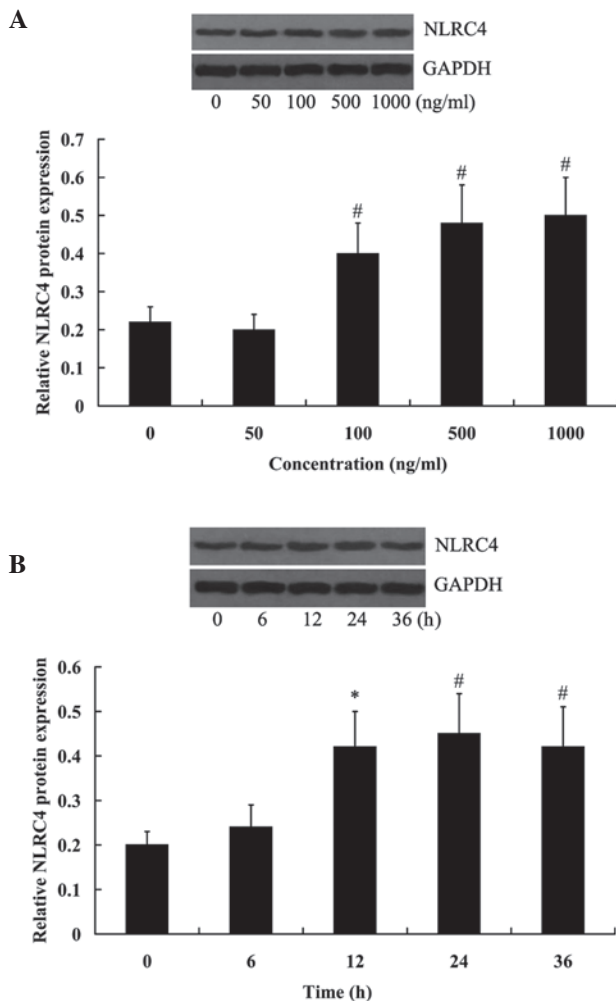 A
NLRC4
GAPDH
0 50 100 500 1000 (ng/ml)
Relative NLRC4 protein expression
0.7
0.6
0.5
0.4
0.3
0.2
0.1
0
# # #
0 50 100 500 1000
Concentration (ng/ml)
B
NLRC4
GAPDH
0 6 12 24 36 (h)
Relative NLRC4 protein expression
0.6
0.5
0.4
0.3
0.2
0.1
0
* # #
0 6 12 24 36
Time (h)